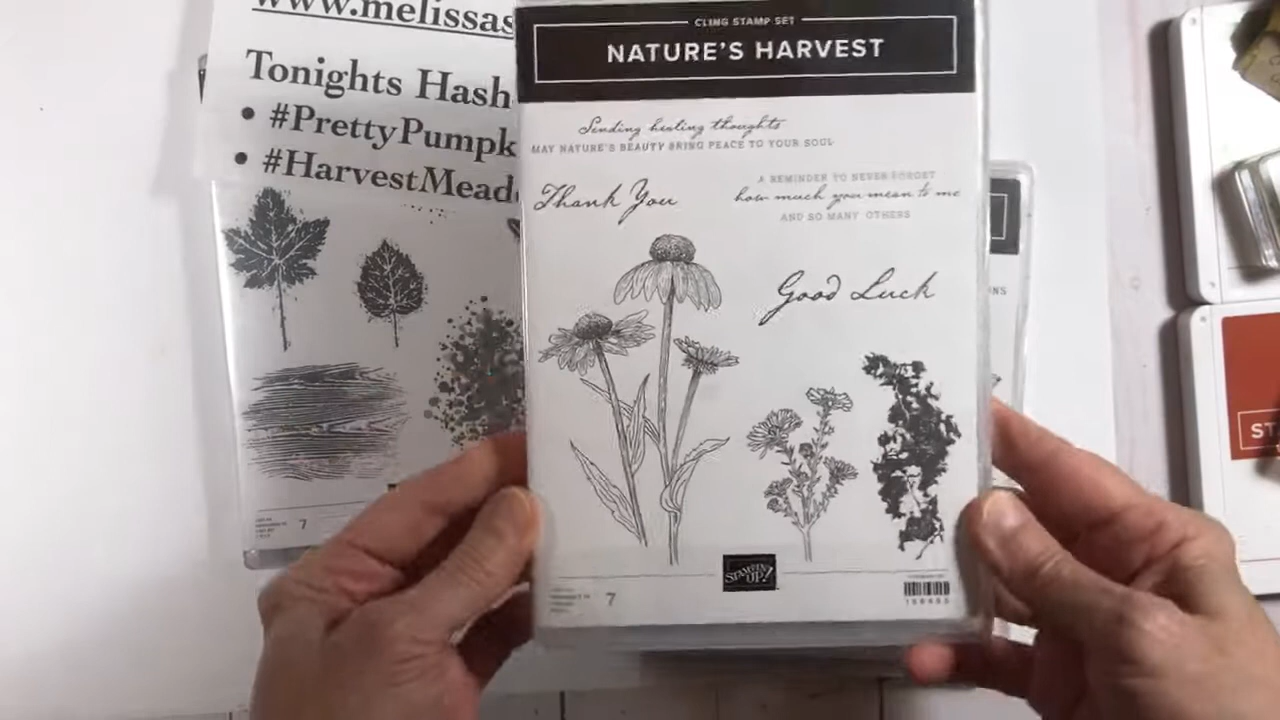 www.melissas
Tonights Hash
• #PrettyPumpk
• #HarvestMead
CLING STAMP SET
NATURE'S HARVEST
Sending healing thoughts
MAY NATURE'S BEAUTY BRING PEACE TO YOUR SOUL
Thank You
A REMINDER TO NEVER FORGET
how much you mean to me
AND SO MANY OTHERS
Good Luck
STAMPIN' UP!
7
7
ST